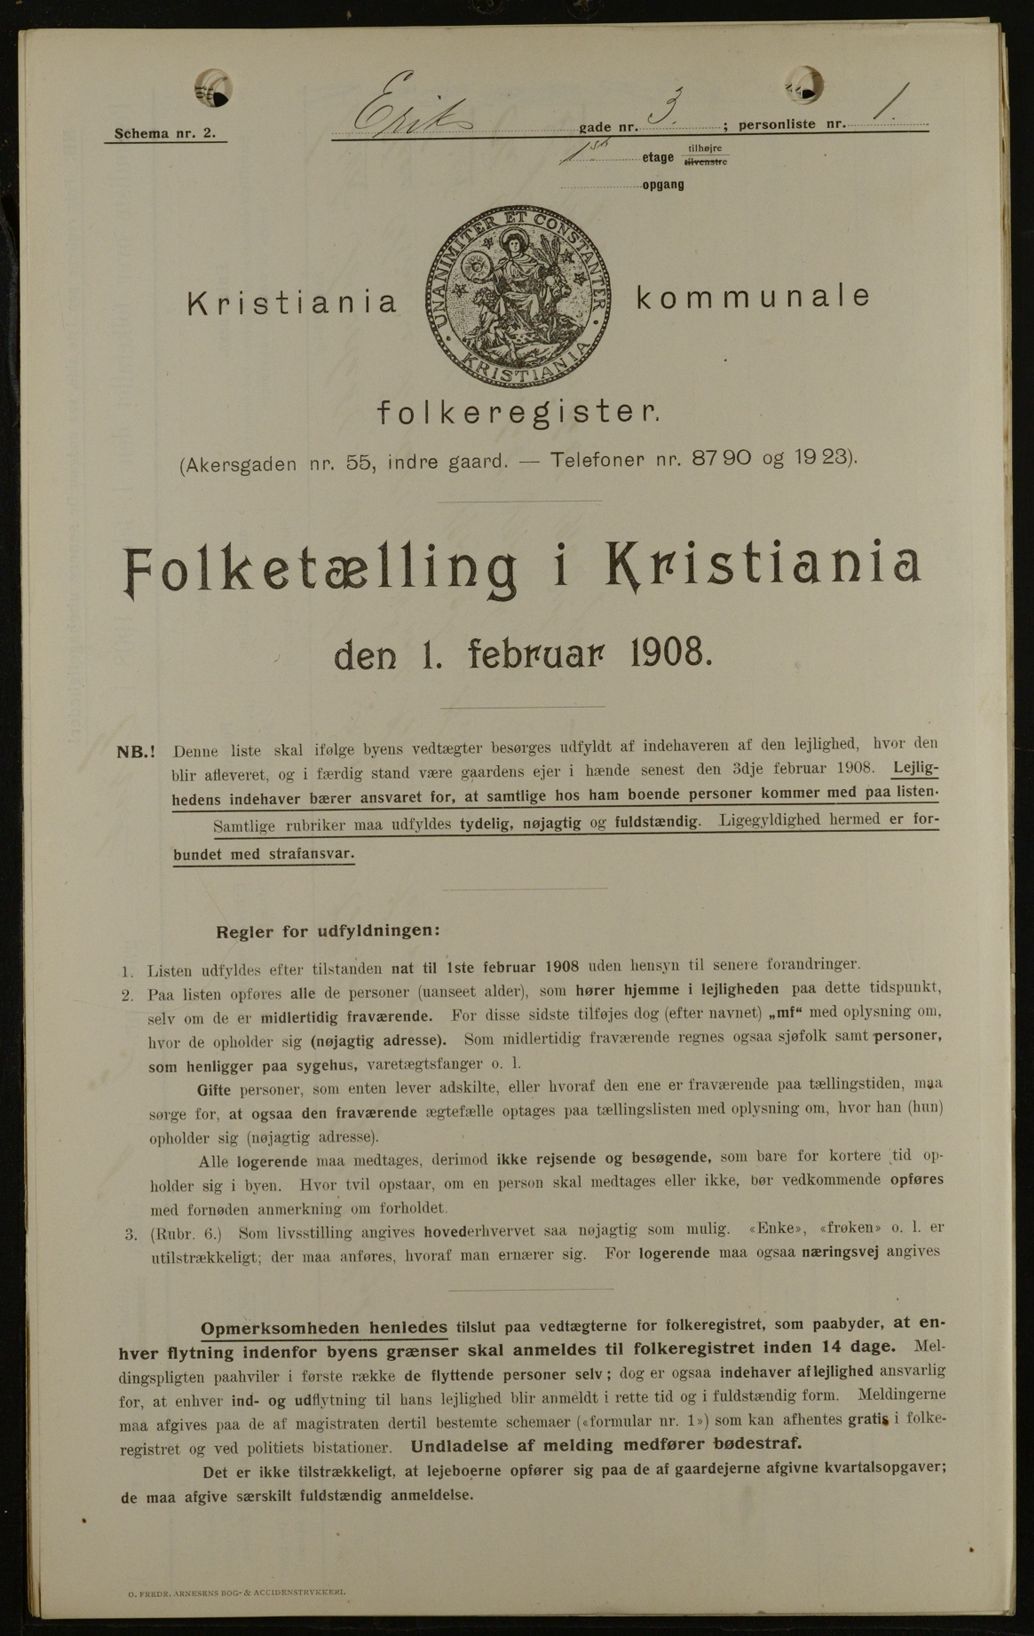 Schema nr. 2.
Eriks gade nr. 3. ; personliste nr. 1.
1st etage tilhøjre tilvenstre
opgang
UNANIMITER ET CONSTANTER · KRISTIANIA ·
Kristiania kommunale
folkeregister.
(Akersgaden nr. 55, indre gaard. — Telefoner nr. 8790 og 1923).
Folketælling i Kristiania
den 1. februar 1908.
NB.! Denne liste skal ifølge byens vedtægter besørges udfyldt af indehaveren af den lejlighed, hvor den
blir afleveret, og i færdig stand være gaardens ejer i hænde senest den 3dje februar 1908. Lejlig-
hedens indehaver bærer ansvaret for, at samtlige hos ham boende personer kommer med paa listen.
Samtlige rubriker maa udfyldes tydelig, nøjagtig og fuldstændig. Ligegyldighed hermed er for-
bundet med strafansvar.
Regler for udfyldningen:
1. Listen udfyldes efter tilstanden nat til 1ste februar 1908 uden hensyn til senere forandringer.
2. Paa listen opføres alle de personer (uanseet alder), som hører hjemme i lejligheden paa dette tidspunkt,
selv om de er midlertidig fraværende. For disse sidste tilføjes dog (efter navnet) „mf“ med oplysning om,
hvor de opholder sig (nøjagtig adresse). Som midlertidig fraværende regnes ogsaa sjøfolk samt personer,
som henligger paa sygehus, varetægtsfanger o. l.
Gifte personer, som enten lever adskilte, eller hvoraf den ene er fraværende paa tællingstiden, maa
sørge for, at ogsaa den fraværende ægtefælle optages paa tællingslisten med oplysning om, hvor han (hun)
opholder sig (nøjagtig adresse).
Alle logerende maa medtages, derimod ikke rejsende og besøgende, som bare for kortere tid op-
holder sig i byen. Hvor tvil opstaar, om en person skal medtages eller ikke, bør vedkommende opføres
med fornøden anmerkning om forholdet.
3. (Rubr. 6.) Som livsstilling angives hovederhvervet saa nøjagtig som mulig. «Enke», «frøken» o. l. er
utilstrækkeligt; der maa anføres, hvoraf man ernærer sig. For logerende maa ogsaa næringsvej angives
Opmerksomheden henledes tilslut paa vedtægterne for folkeregistret, som paabyder, at en-
hver flytning indenfor byens grænser skal anmeldes til folkeregistret inden 14 dage. Mel-
dingspligten paahviler i første række de flyttende personer selv; dog er ogsaa indehaver af lejlighed ansvarlig
for, at enhver ind- og udflytning til hans lejlighed blir anmeldt i rette tid og i fuldstændig form. Meldingerne
maa afgives paa de af magistraten dertil bestemte schemaer («formular nr. 1») som kan afhentes gratis i folke-
registret og ved politiets bistationer. Undladelse af melding medfører bødestraf.
Det er ikke tilstrækkeligt, at lejeboerne opfører sig paa de af gaardejerne afgivne kvartalsopgaver;
de maa afgive særskilt fuldstændig anmeldelse.
O. FREDR. ARNESENS BOG- & ACCIDENSTRYKKERI.